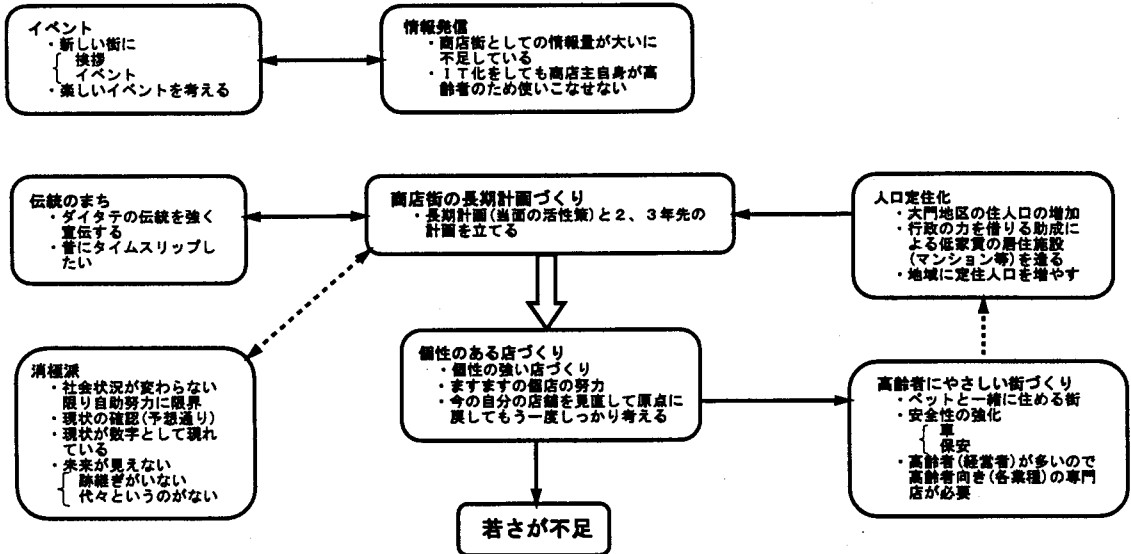 イベント
・新しい街に
挨拶
イベント
・楽しいイベントを考える
情報発信
・商店街としての情報量が大いに
不足している
・IT化をしても商店主自身が高
齢者のため使いこなせない
伝統のまち
・ダイタテの伝統を強く
宣伝する
・昔にタイムスリップし
たい
商店街の長期計画づくり
・長期計画(当面の活性策)と2、3年先の
計画を立てる
人口定住化
・大門地区の住人口の増加
・行政の力を借りる助成に
よる低家賃の居住施設
(マンション等)を造る
・地域に定住人口を増やす
消極派
・社会状況が変わらない
限り自助努力に限界
・現状の確認(予想通り)
・現状が数字として現れ
ている
・未来が見えない
跡継ぎがいない
代々というのがない
個性のある店づくり
・個性の強い店づくり
・ますますの個店の努力
・今の自分の店舗を見直して原点に
戻してもう一度しっかり考える
高齢者にやさしい街づくり
・ペットと一緒に住める街
・安全性の強化
車
保安
・高齢者(経営者)が多いので
高齢者向き(各業種)の専門
店が必要
若さが不足